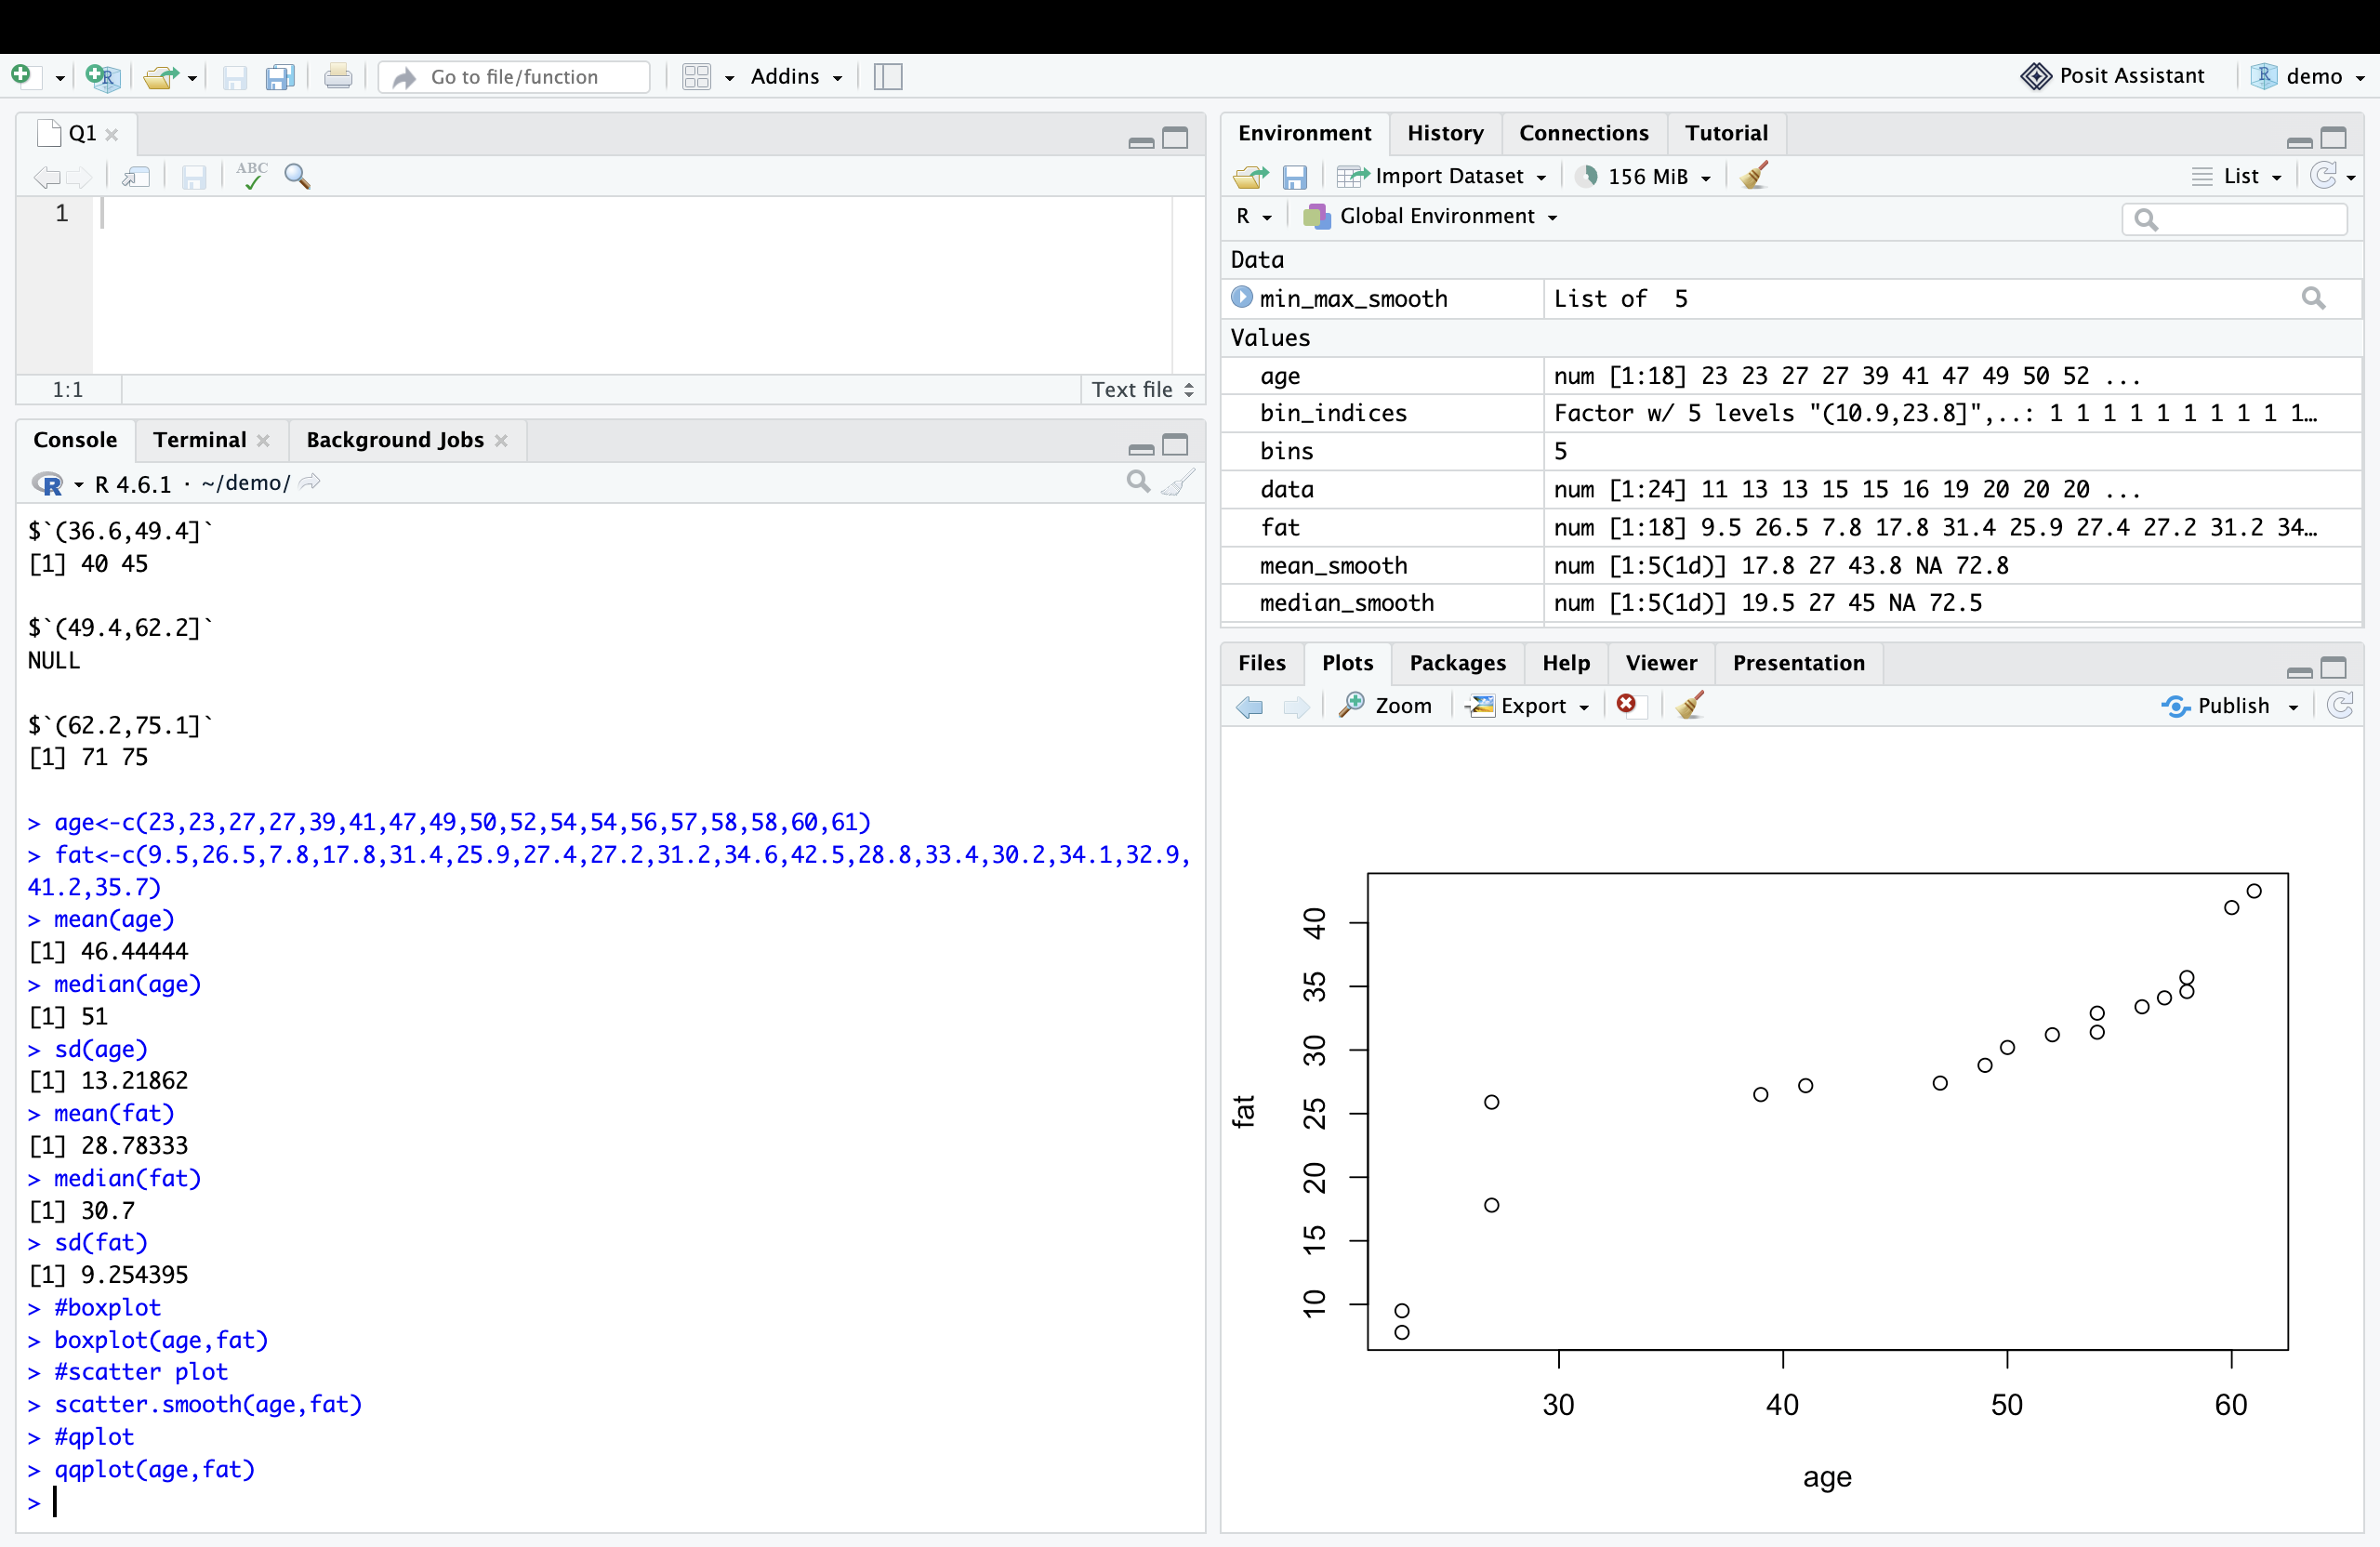 Go to file/function
Addins
Posit Assistant
demo
Q1
ABC
1
1:1
Text file
Console
Terminal
Background Jobs
R 4.6.1 · ~/demo/
$`(36.6,49.4]`
[1] 40 45
$`(49.4,62.2]`
NULL
$`(62.2,75.1]`
[1] 71 75
> age<-c(23,23,27,27,39,41,47,49,50,52,54,54,56,57,58,58,60,61)
> fat<-c(9.5,26.5,7.8,17.8,31.4,25.9,27.4,27.2,31.2,34.6,42.5,28.8,33.4,30.2,34.1,32.9,
41.2,35.7)
> mean(age)
[1] 46.44444
> median(age)
[1] 51
> sd(age)
[1] 13.21862
> mean(fat)
[1] 28.78333
> median(fat)
[1] 30.7
> sd(fat)
[1] 9.254395
> #boxplot
> boxplot(age,fat)
> #scatter plot
> scatter.smooth(age,fat)
> #qplot
> qqplot(age,fat)
>
Environment
History
Connections
Tutorial
Import Dataset
156 MiB
List
R
Global Environment
Data
min_max_smooth List of  5
Values
age num [1:18] 23 23 27 27 39 41 47 49 50 52 ...
bin_indices Factor w/ 5 levels "(10.9,23.8]",..: 1 1 1 1 1 1 1 1 1 1…
bins 5
data num [1:24] 11 13 13 15 15 16 19 20 20 20 ...
fat num [1:18] 9.5 26.5 7.8 17.8 31.4 25.9 27.4 27.2 31.2 34…
mean_smooth num [1:5(1d)] 17.8 27 43.8 NA 72.8
median_smooth num [1:5(1d)] 19.5 27 45 NA 72.5
Files
Plots
Packages
Help
Viewer
Presentation
Zoom
Export
Publish
40
35
30
25
20
15
10
fat
30 40 50 60
age